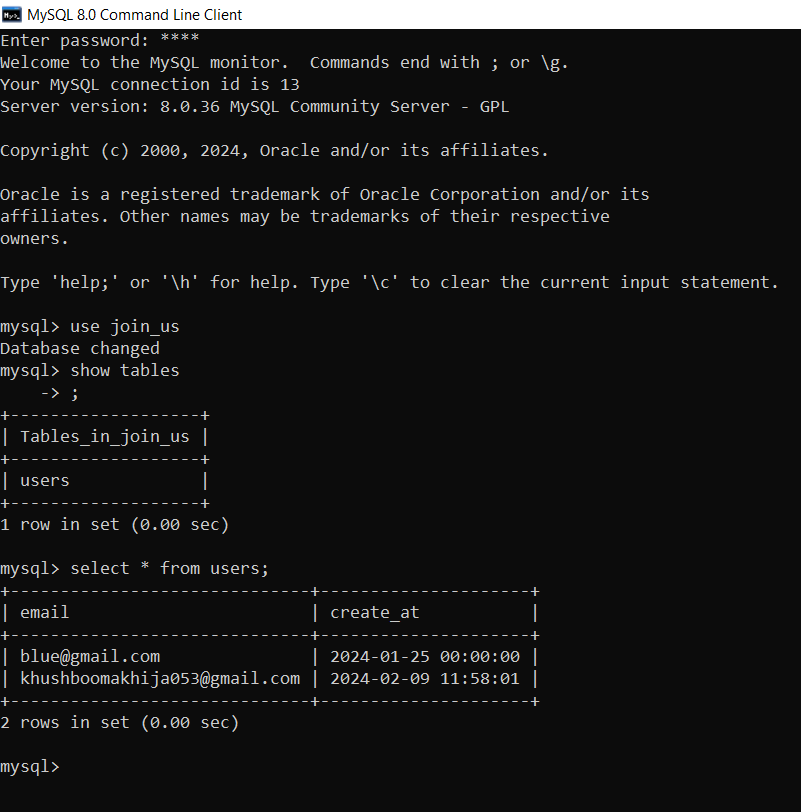 MySQL 8.0 Command Line Client
Enter password: ****
Welcome to the MySQL monitor.  Commands end with ; or \g.
Your MySQL connection id is 13
Server version: 8.0.36 MySQL Community Server - GPL
Copyright (c) 2000, 2024, Oracle and/or its affiliates.
Oracle is a registered trademark of Oracle Corporation and/or its
affiliates. Other names may be trademarks of their respective
owners.
Type 'help;' or '\h' for help. Type '\c' to clear the current input statement.
mysql> use join_us
Database changed
mysql> show tables
    -> ;
+-------------------+
| Tables_in_join_us |
+-------------------+
| users             |
+-------------------+
1 row in set (0.00 sec)
mysql> select * from users;
+------------------------------+---------------------+
| email                        | create_at           |
+------------------------------+---------------------+
| blue@gmail.com               | 2024-01-25 00:00:00 |
| khushboomakhija053@gmail.com | 2024-02-09 11:58:01 |
+------------------------------+---------------------+
2 rows in set (0.00 sec)
mysql>